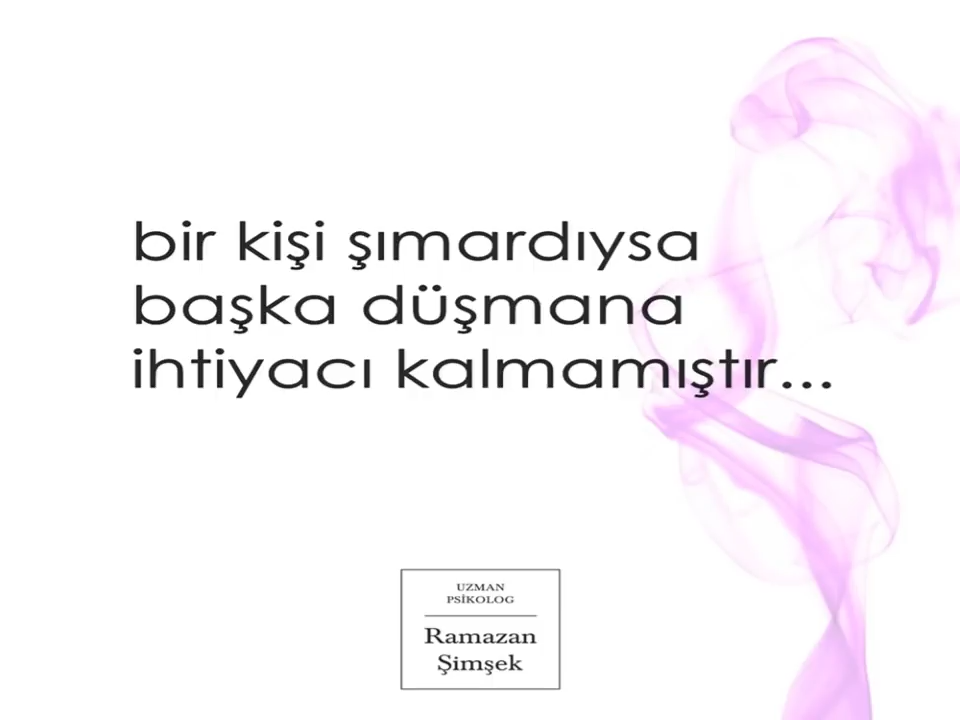 bir kişi şımardıysa
başka düşmana
ihtiyacı kalmamıştır...
UZMAN
PSİKOLOG
Ramazan
Şimşek